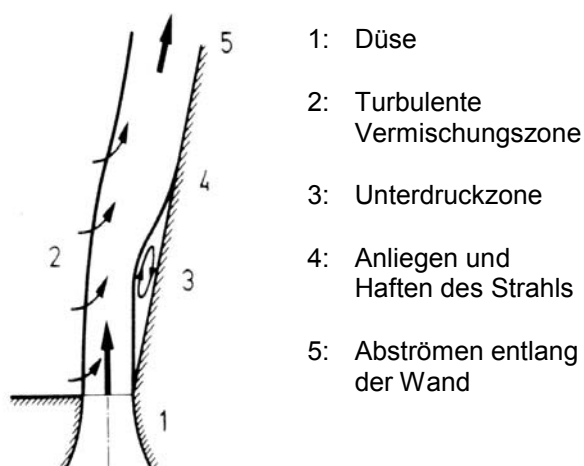 5
4
2
3
1
1: Düse
2: Turbulente
Vermischungszone
3: Unterdruckzone
4: Anliegen und
Haften des Strahls
5: Abströmen entlang
der Wand